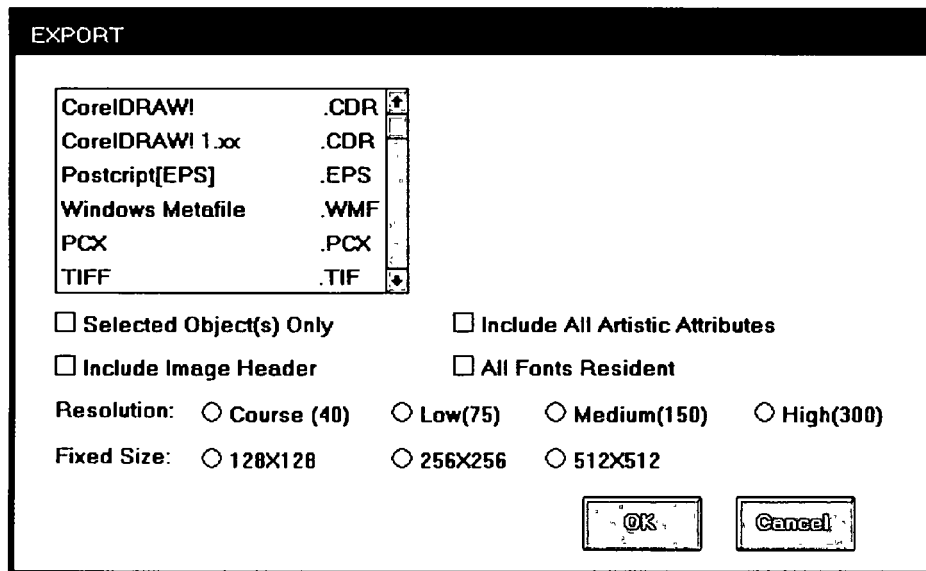 EXPORT
CorelDRAW! .CDR
CorelDRAW! 1.xx .CDR
Postcript[EPS] .EPS
Windows Metafile .WMF
PCX .PCX
TIFF .TIF
Selected Object(s) Only Include All Artistic Attributes
Include Image Header All Fonts Resident
Resolution: Course (40) Low(75) Medium(150) High(300)
Fixed Size: 128X128 256X256 512X512
OK Cancel